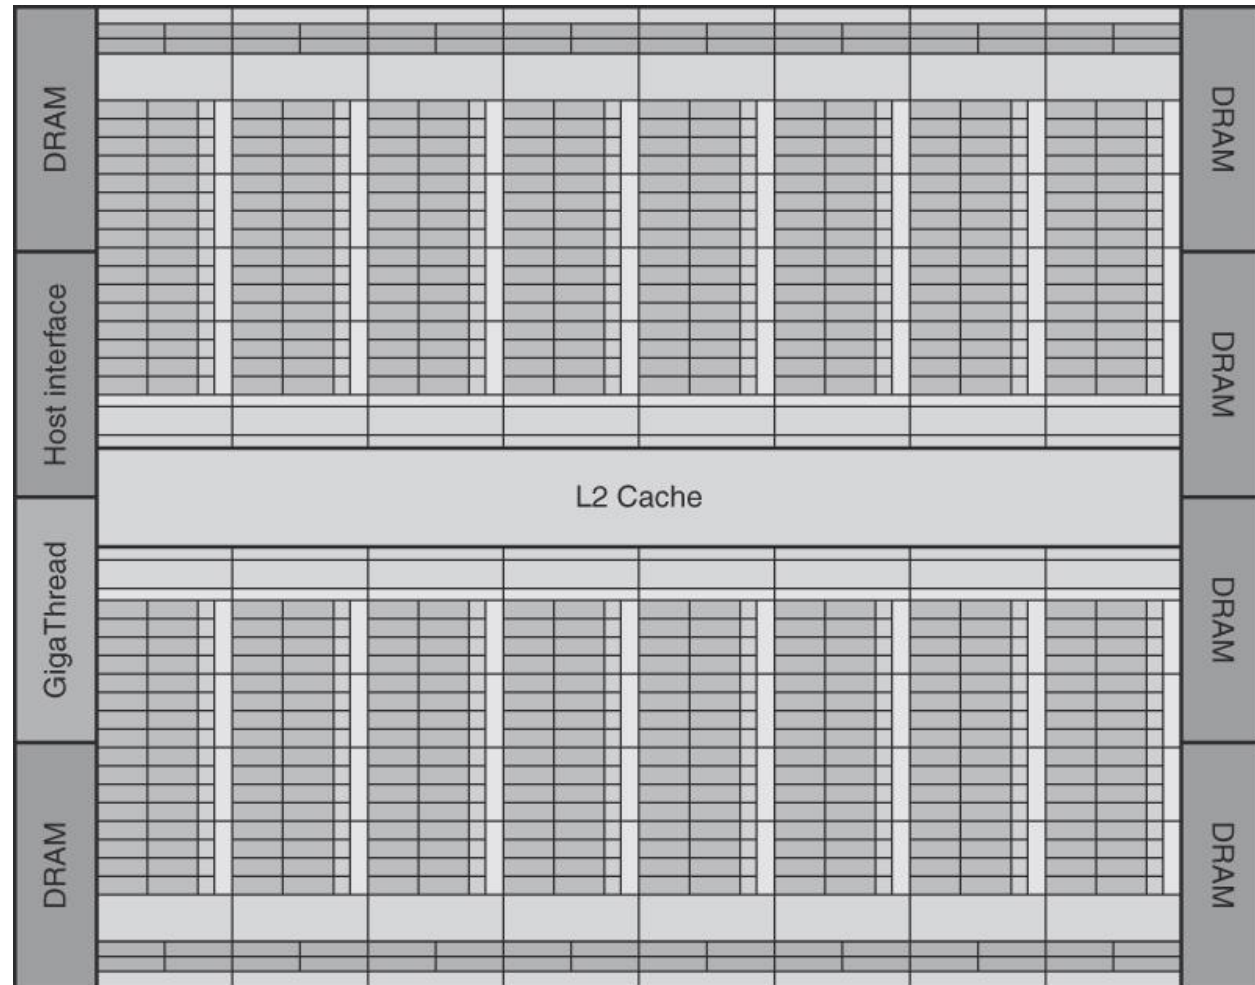 DRAM
Host interface
GigaThread
DRAM
L2 Cache
DRAM
DRAM
DRAM
DRAM